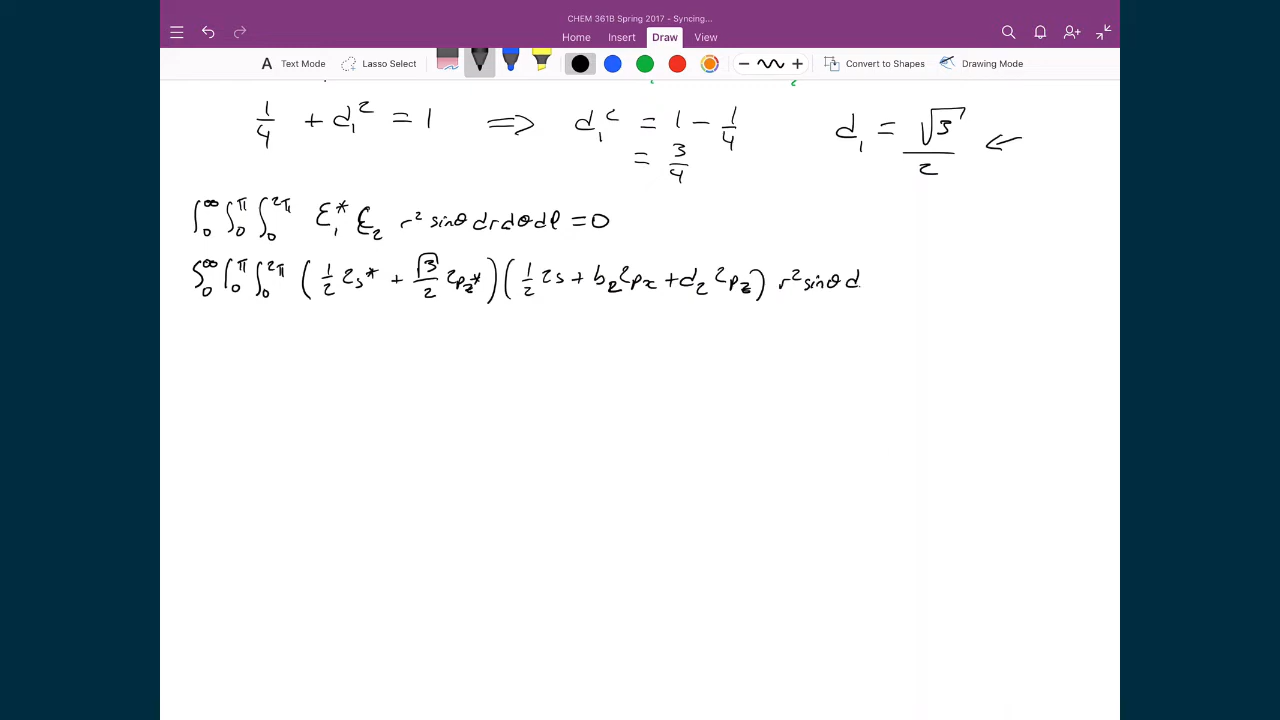 CHEM 361B Spring 2017 - Syncing...
Home Insert Draw View
Text Mode Lasso Select Convert to Shapes Drawing Mode
1/4 + d₁² = 1 ⟹ d₁² = 1 - 1/4 d₁ = √3/2 ⇐
= 3/4
∫₀^∞ ∫₀^π ∫₀^2π ξ₁* ξ₂ r² sinθ dr dθ dφ = 0
∫₀^∞ ∫₀^π ∫₀^2π (1/2 2s* + √3/2 2p_z*)(1/2 2s + b₂ 2pₓ + d₂ 2p_z) r² sinθ d